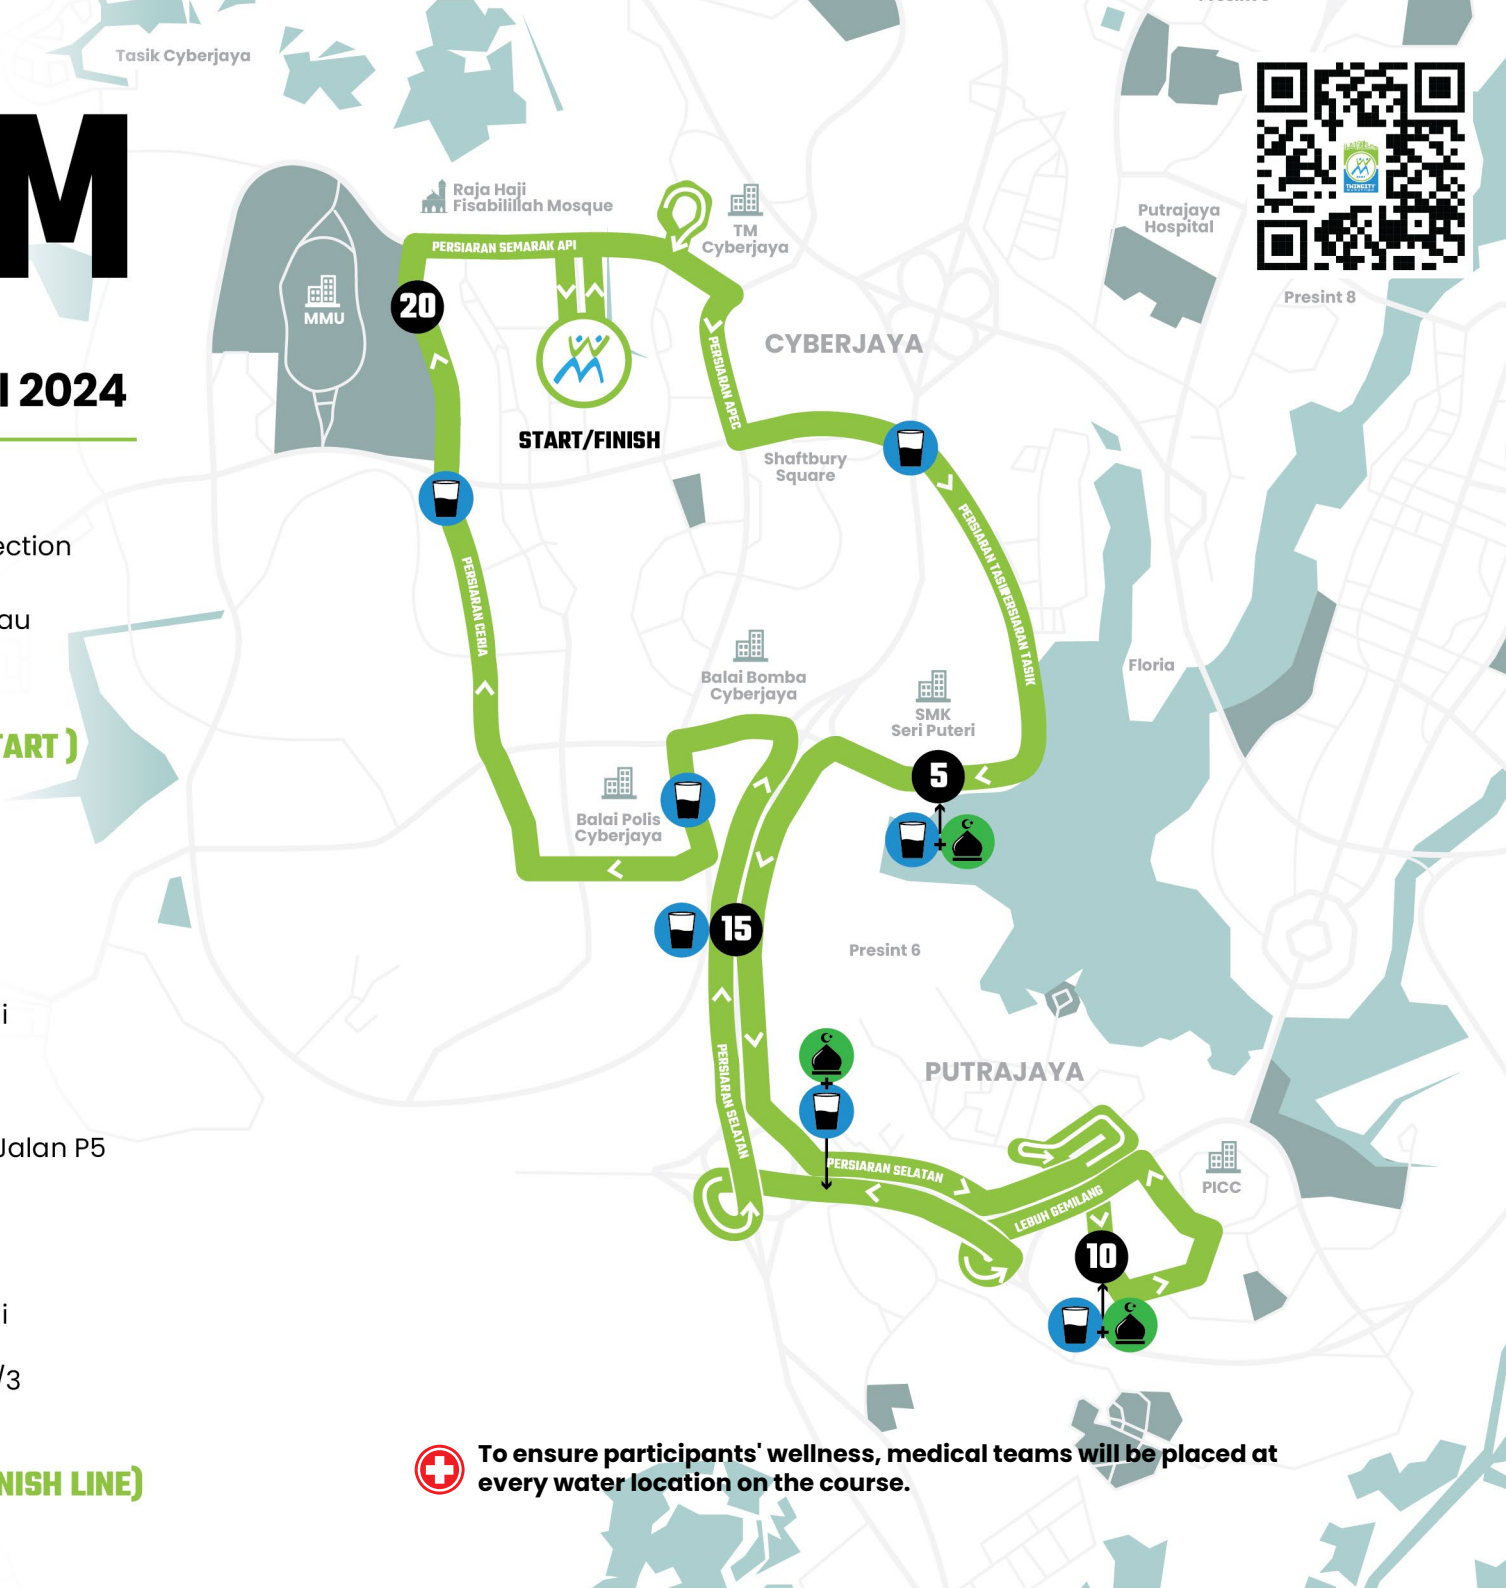 Tasik Cyberjaya
M
l 2024
ection
au
TART )
i
Jalan P5
i
/3
NISH LINE)
Raja Haji
Fisabilillah Mosque
TM
Cyberjaya
PERSIARAN SEMARAK API
MMU
20
START/FINISH
CYBERJAYA
PERSIARAN APEC
Shaftbury
Square
Putrajaya
Hospital
THINCITY
Presint 8
PERSIARAN TASIK
PERSIARAN TASIK
PERSIARAN CERIA
Balai Bomba
Cyberjaya
Floria
SMK
Seri Puteri
5
+
Balai Polis
Cyberjaya
15
Presint 6
PERSIARAN SELATAN
+
PUTRAJAYA
PERSIARAN SELATAN
LEBUH GEMILANG
PICC
10
+
To ensure participants' wellness, medical teams will be placed at
every water location on the course.